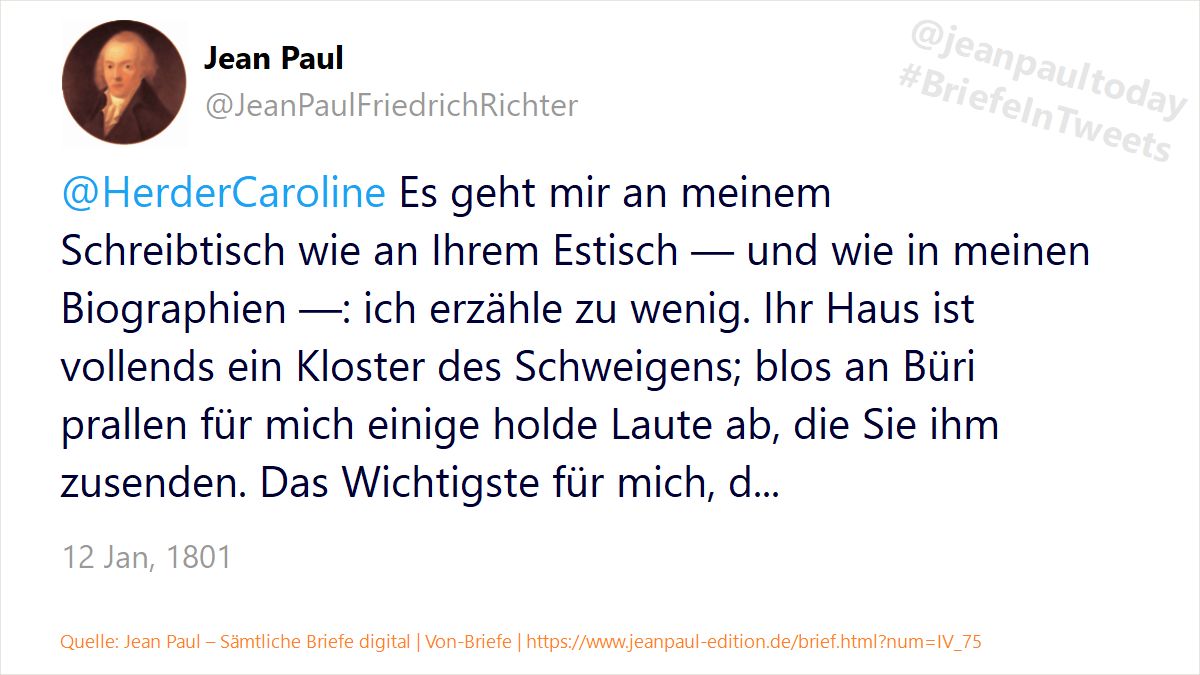 Jean Paul
@JeanPaulFriedrichRichter
@jeanpaultoday
#BriefeInTweets
@HerderCaroline Es geht mir an meinem
Schreibtisch wie an Ihrem Estisch — und wie in meinen
Biographien —: ich erzähle zu wenig. Ihr Haus ist
vollends ein Kloster des Schweigens; blos an Büri
prallen für mich einige holde Laute ab, die Sie ihm
zusenden. Das Wichtigste für mich, d...
12 Jan, 1801
Quelle: Jean Paul – Sämtliche Briefe digital | Von-Briefe | https://www.jeanpaul-edition.de/brief.html?num=IV_75